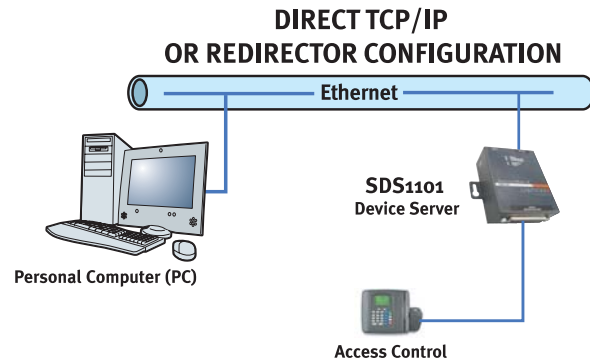 DIRECT TCP/IP
OR REDIRECTOR CONFIGURATION
Ethernet
SDS1101
Device Server
Personal Computer (PC)
Access Control